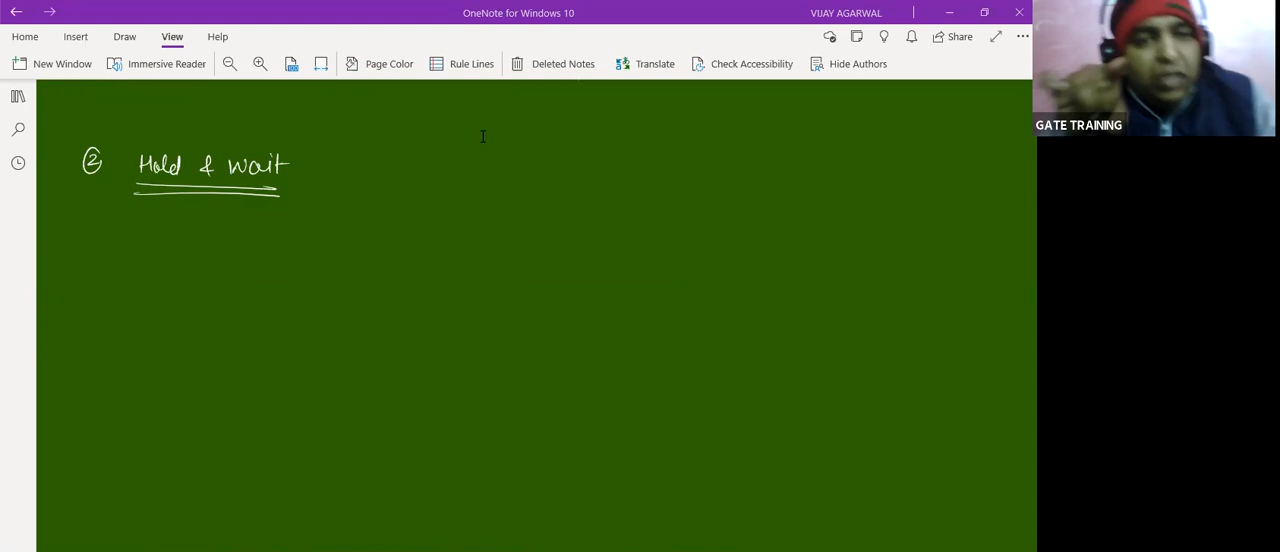 OneNote for Windows 10
VIJAY AGARWAL
Home Insert Draw View Help
Share
New Window Immersive Reader Page Color Rule Lines Deleted Notes Translate Check Accessibility Hide Authors
GATE TRAINING
② Hold & Wait